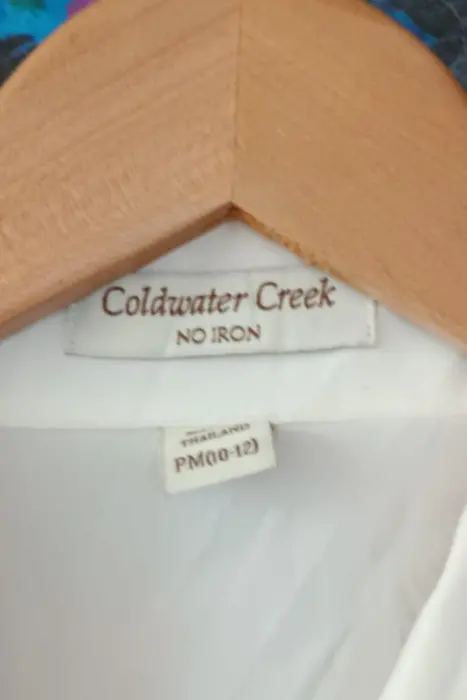 Coldwater Creek
NO IRON
THAILAND
PM(10-12)